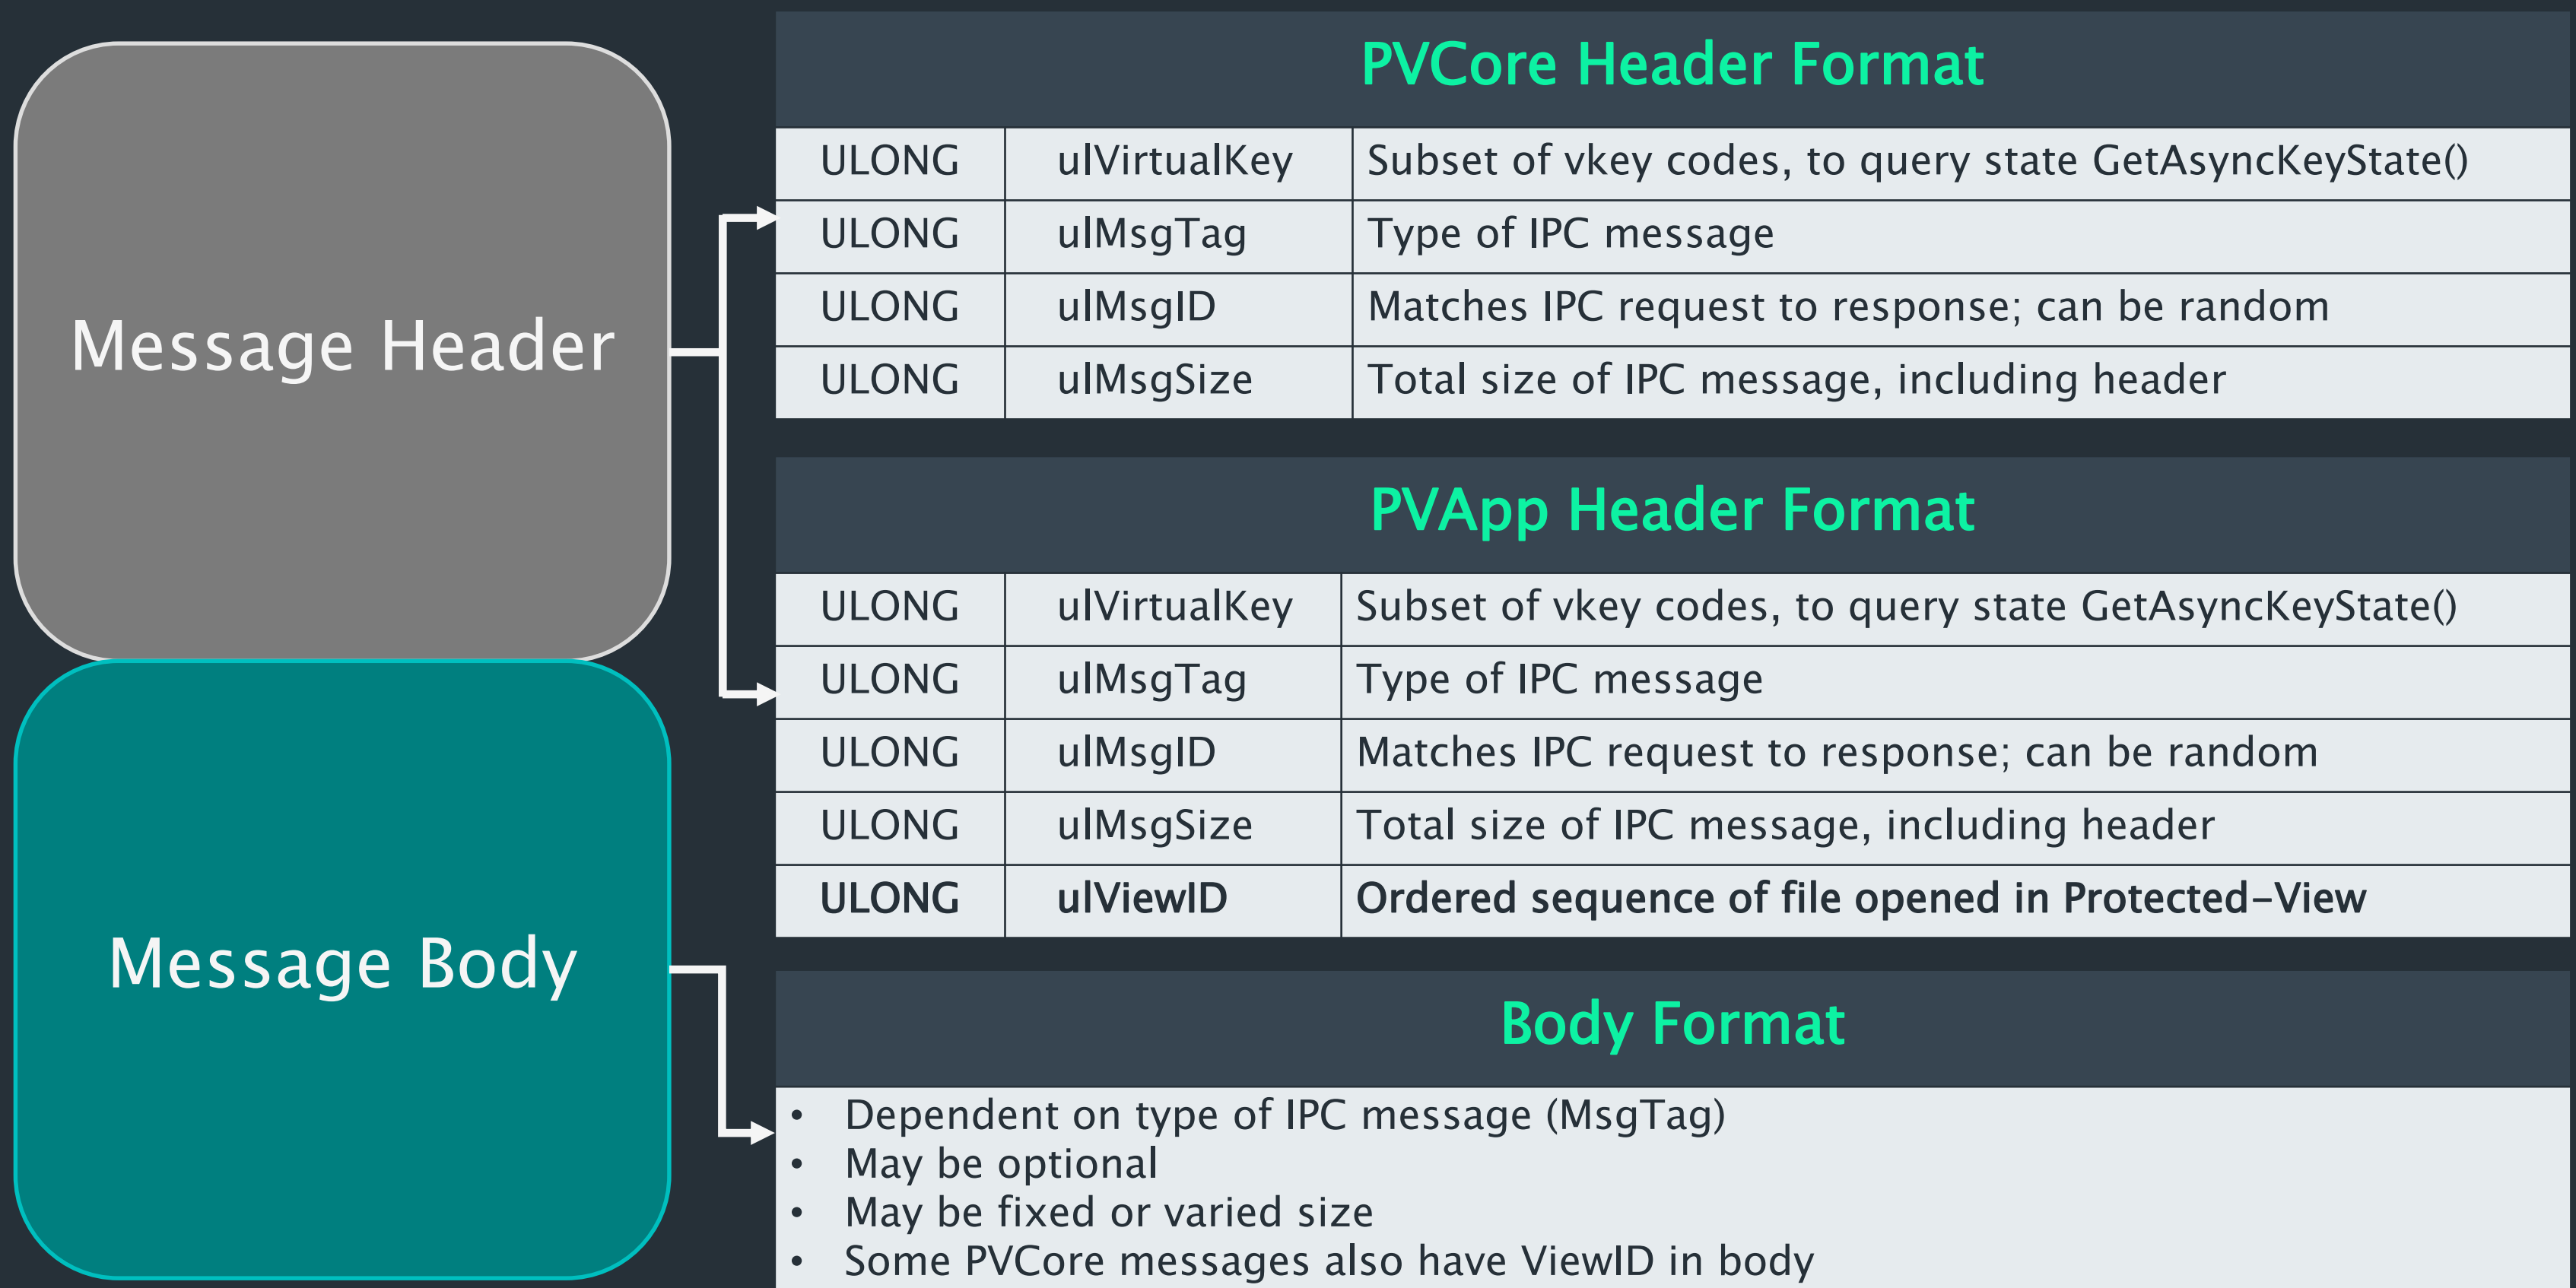 Message Header
Message Body
PVCore Header Format
ULONG ulVirtualKey Subset of vkey codes, to query state GetAsyncKeyState()
ULONG ulMsgTag Type of IPC message
ULONG ulMsgID Matches IPC request to response; can be random
ULONG ulMsgSize Total size of IPC message, including header
PVApp Header Format
ULONG ulVirtualKey Subset of vkey codes, to query state GetAsyncKeyState()
ULONG ulMsgTag Type of IPC message
ULONG ulMsgID Matches IPC request to response; can be random
ULONG ulMsgSize Total size of IPC message, including header
ULONG ulViewID Ordered sequence of file opened in Protected-View
Body Format
• Dependent on type of IPC message (MsgTag)
• May be optional
• May be fixed or varied size
• Some PVCore messages also have ViewID in body